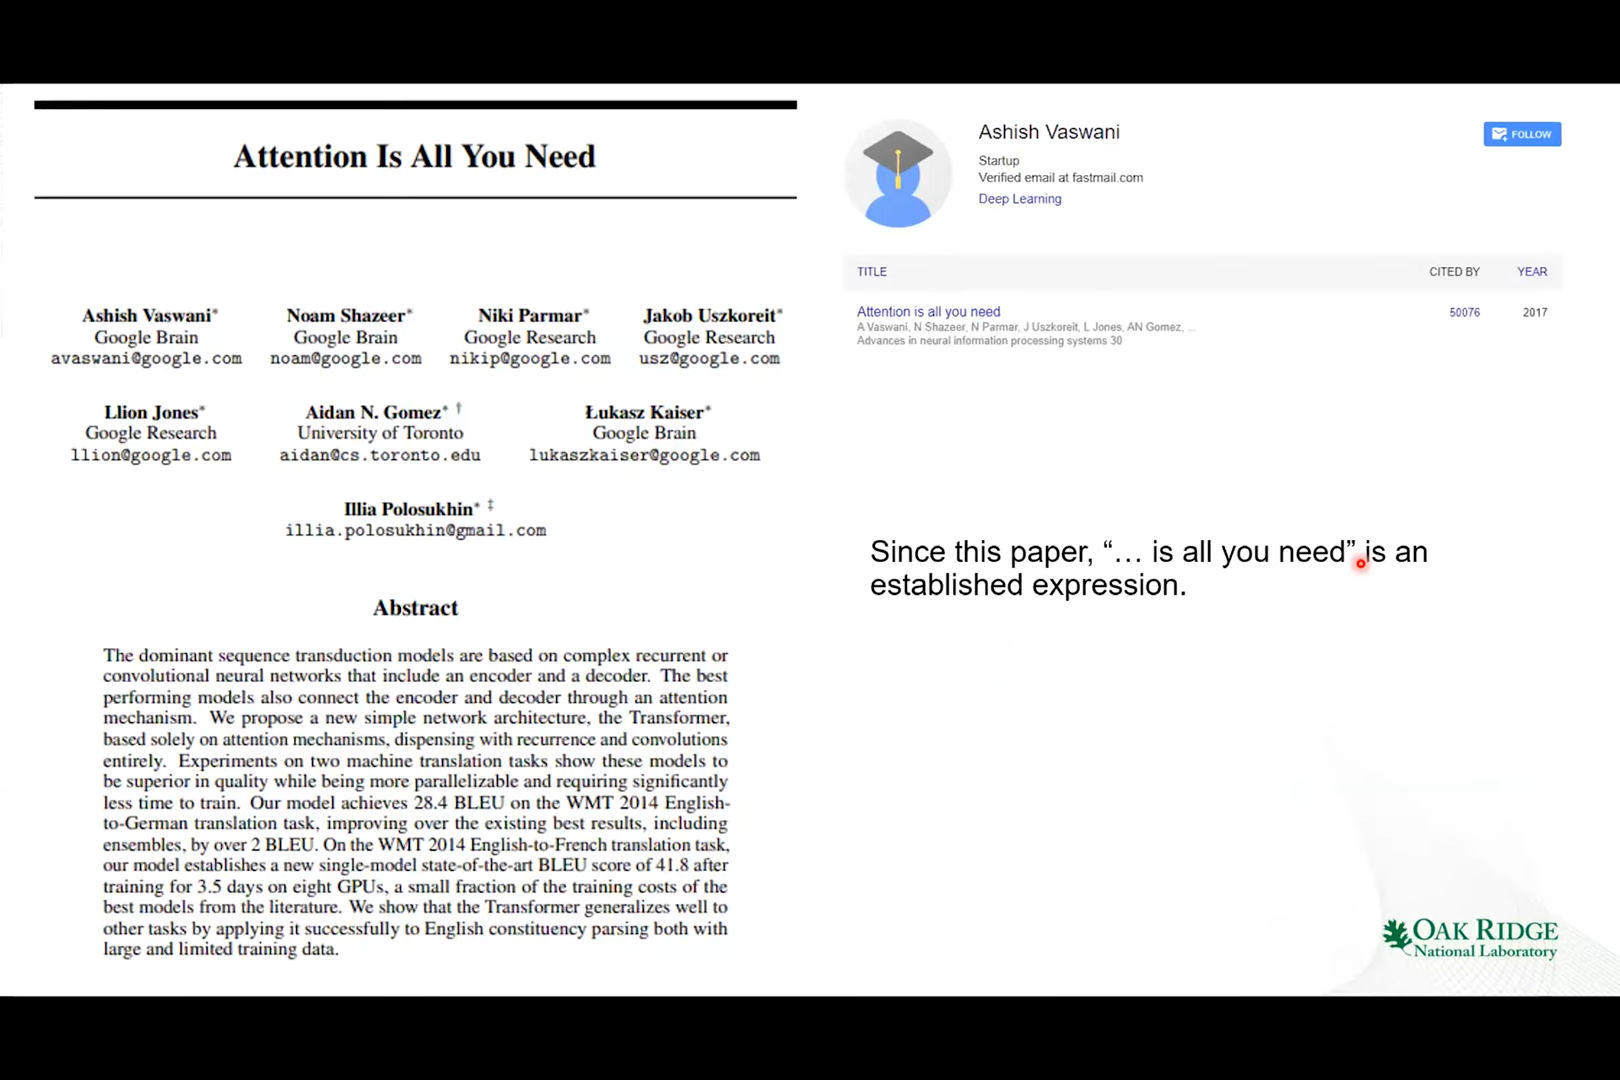 Attention Is All You Need
Ashish Vaswani* Noam Shazeer* Niki Parmar* Jakob Uszkoreit*
Google Brain Google Brain Google Research Google Research
avaswani@google.com noam@google.com nikip@google.com usz@google.com
Llion Jones* Aidan N. Gomez* † Łukasz Kaiser*
Google Research University of Toronto Google Brain
llion@google.com aidan@cs.toronto.edu lukaszkaiser@google.com
Illia Polosukhin* ‡
illia.polosukhin@gmail.com
Abstract
The dominant sequence transduction models are based on complex recurrent or
convolutional neural networks that include an encoder and a decoder. The best
performing models also connect the encoder and decoder through an attention
mechanism. We propose a new simple network architecture, the Transformer,
based solely on attention mechanisms, dispensing with recurrence and convolutions
entirely. Experiments on two machine translation tasks show these models to
be superior in quality while being more parallelizable and requiring significantly
less time to train. Our model achieves 28.4 BLEU on the WMT 2014 English-
to-German translation task, improving over the existing best results, including
ensembles, by over 2 BLEU. On the WMT 2014 English-to-French translation task,
our model establishes a new single-model state-of-the-art BLEU score of 41.8 after
training for 3.5 days on eight GPUs, a small fraction of the training costs of the
best models from the literature. We show that the Transformer generalizes well to
other tasks by applying it successfully to English constituency parsing both with
large and limited training data.
Ashish Vaswani
FOLLOW
Startup
Verified email at fastmail.com
Deep Learning
TITLE CITED BY YEAR
Attention is all you need 50076 2017
A Vaswani, N Shazeer, N Parmar, J Uszkoreit, L Jones, AN Gomez, ...
Advances in neural information processing systems 30
Since this paper, “… is all you need” is an
established expression.
OAK RIDGE
National Laboratory